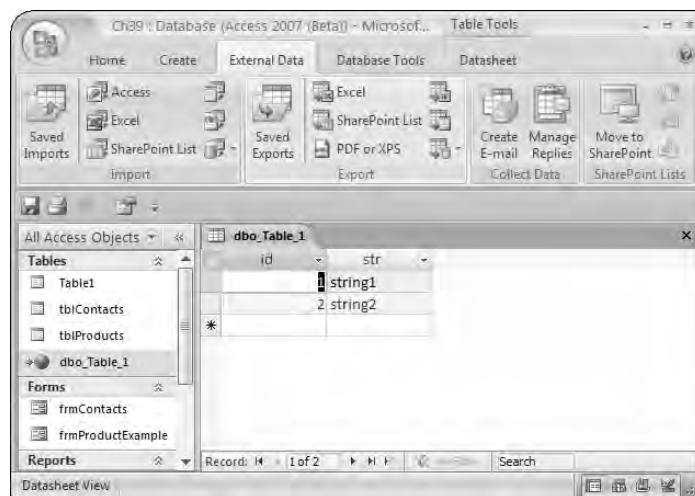 Ch39 : Database (Access 2007 (Beta)) - Microsof... Table Tools
Home Create External Data Database Tools Datasheet
Saved Imports
Access
Excel
SharePoint List
Import
Saved Exports
Excel
SharePoint List
PDF or XPS
Export
Create E-mail
Manage Replies
Collect Data
Move to SharePoint
SharePoint Lists
All Access Objects
Tables
Table1
tblContacts
tblProducts
dbo_Table_1
Forms
frmContacts
frmProductExample
Reports
dbo_Table_1
id str
1 string1
2 string2
*
Record: 1 of 2 Search
Datasheet View